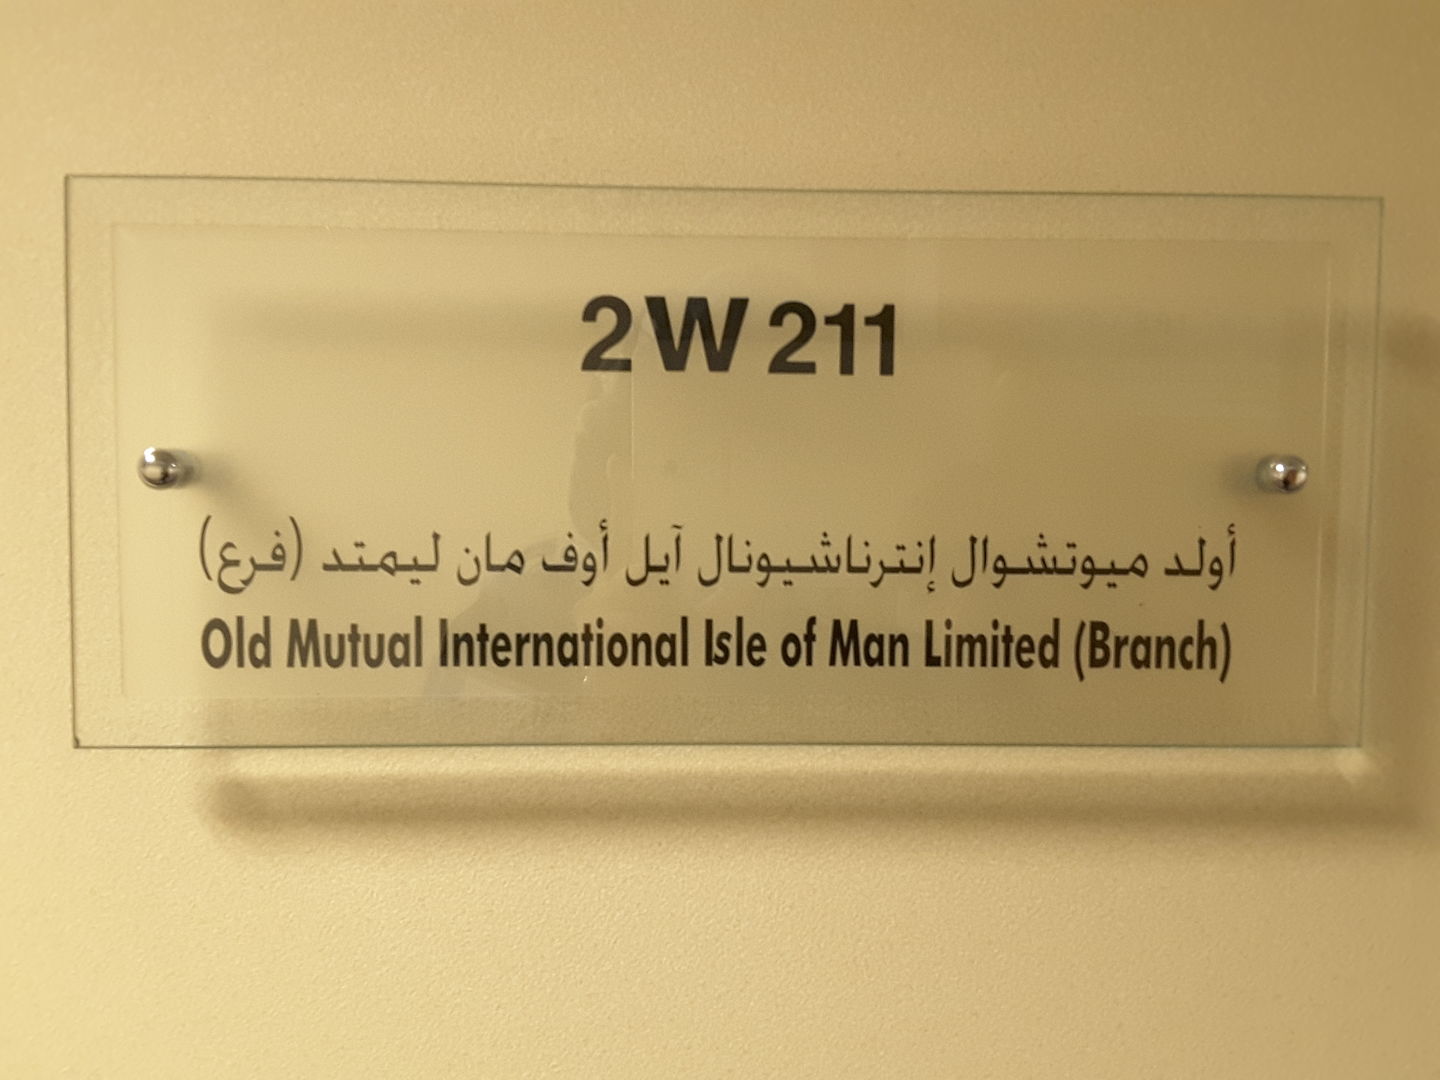 2W 211
أولد ميوتشوال إنترناشيونال آيل أوف مان ليمتد (فرع)
Old Mutual International Isle of Man Limited (Branch)